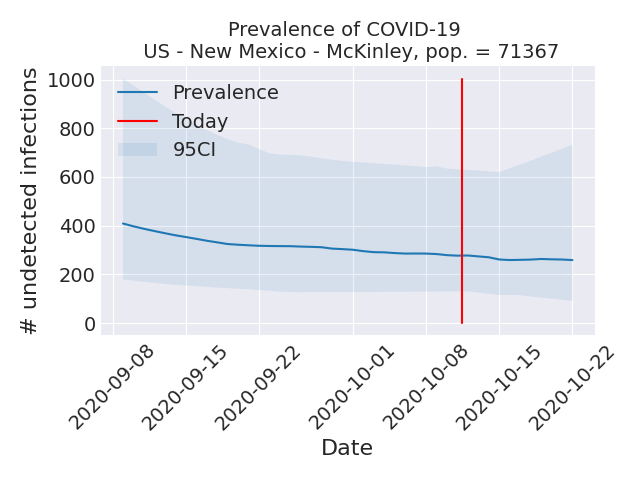 Prevalence of COVID-19
US - New Mexico - McKinley, pop. = 71367
# undetected infections
1000
800
600
400
200
0
Prevalence
Today
95CI
2020-09-08
2020-09-15
2020-09-22
2020-10-01
2020-10-08
2020-10-15
2020-10-22
Date